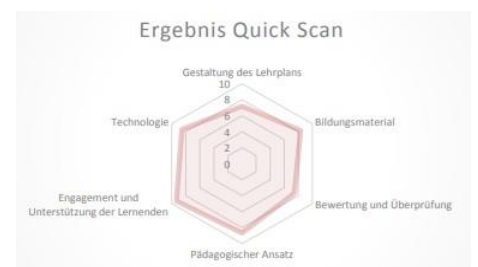 Ergebnis Quick Scan
Gestaltung des Lehrplans
10
8
6
4
2
0
Technologie
Bildungsmaterial
Engagement und
Unterstützung der Lernenden
Bewertung und Überprüfung
Pädagogischer Ansatz